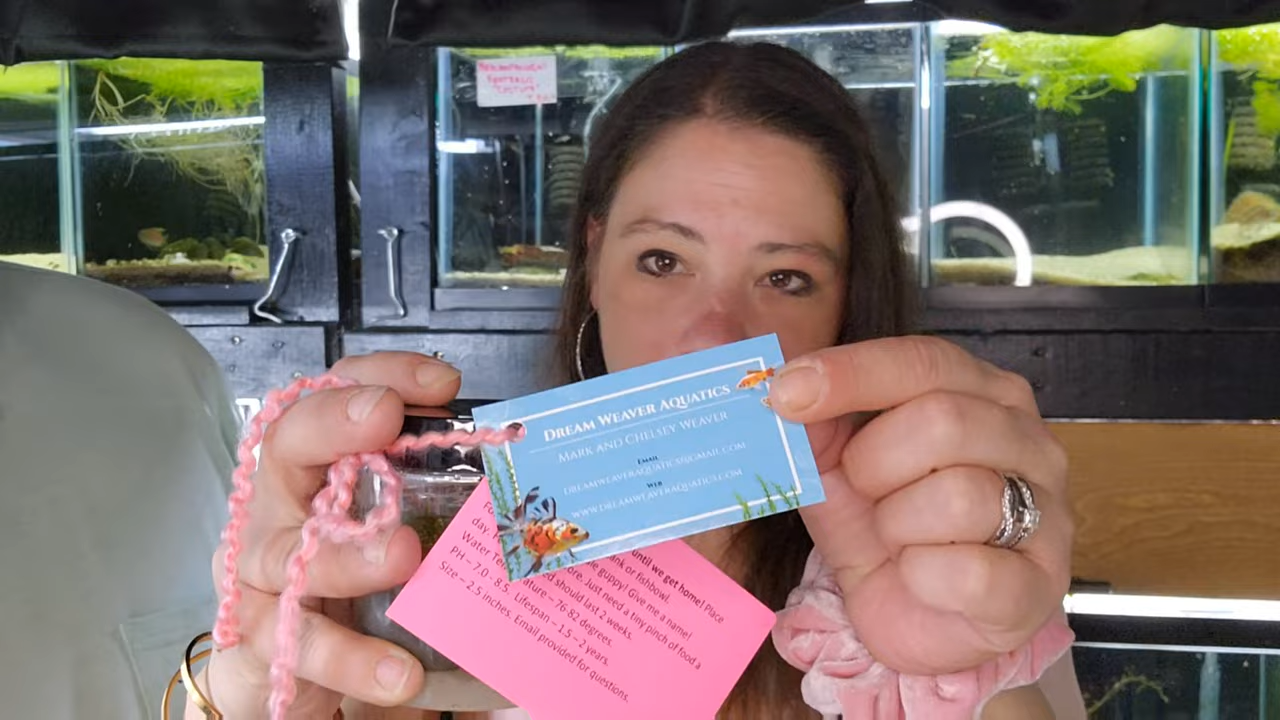 DREAM WEAVER AQUATICS
MARK AND CHELSEY WEAVER
EMAIL
DREAMWEAVERAQUATICS@GMAIL.COM
WEB
WWW.DREAMWEAVERAQUATICS.COM
until we get home! Place
tank or fishbowl.
guppy! Give me a name!
day. more. Just need a tiny pinch of food a
should last 2 weeks.
Water – 76-82 degrees.
PH – 7.0 - 8.5. Lifespan – 1.5 – 2 years.
Size – 2.5 inches. Email provided for questions.